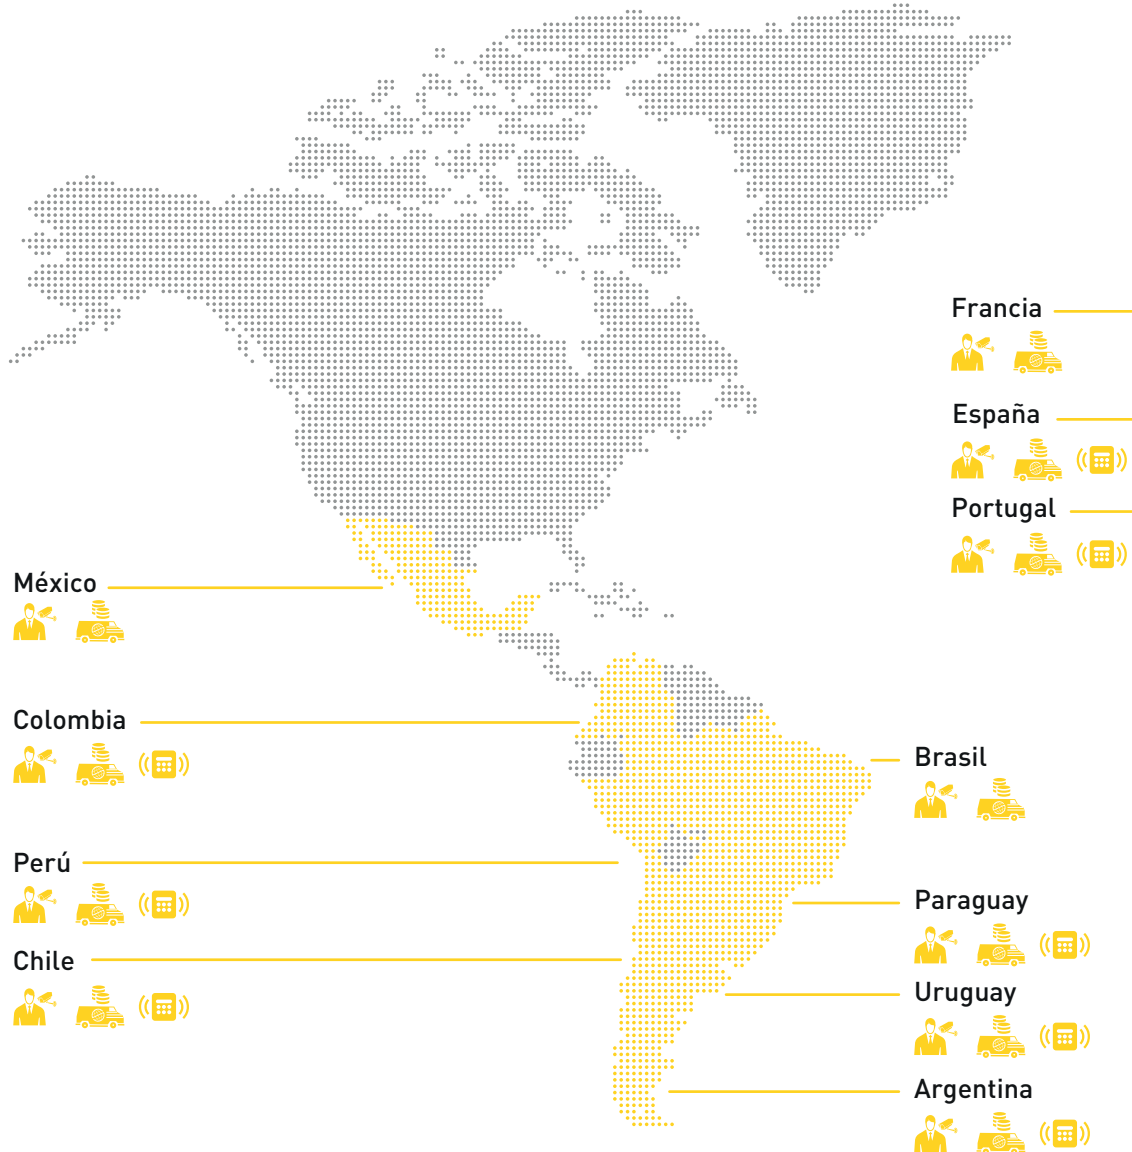 Francia
España
Portugal
México
Colombia
Brasil
Perú
Paraguay
Chile
Uruguay
Argentina